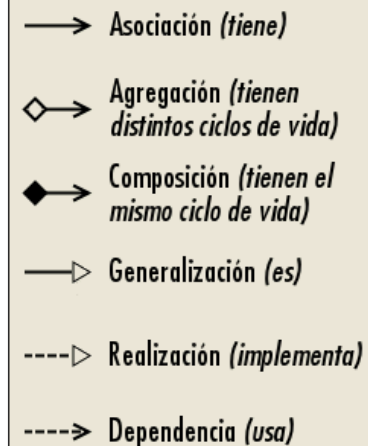 Asociación (tiene)
Agregación (tienen
distintos ciclos de vida)
Composición (tienen el
mismo ciclo de vida)
Generalización (es)
Realización (implementa)
Dependencia (usa)